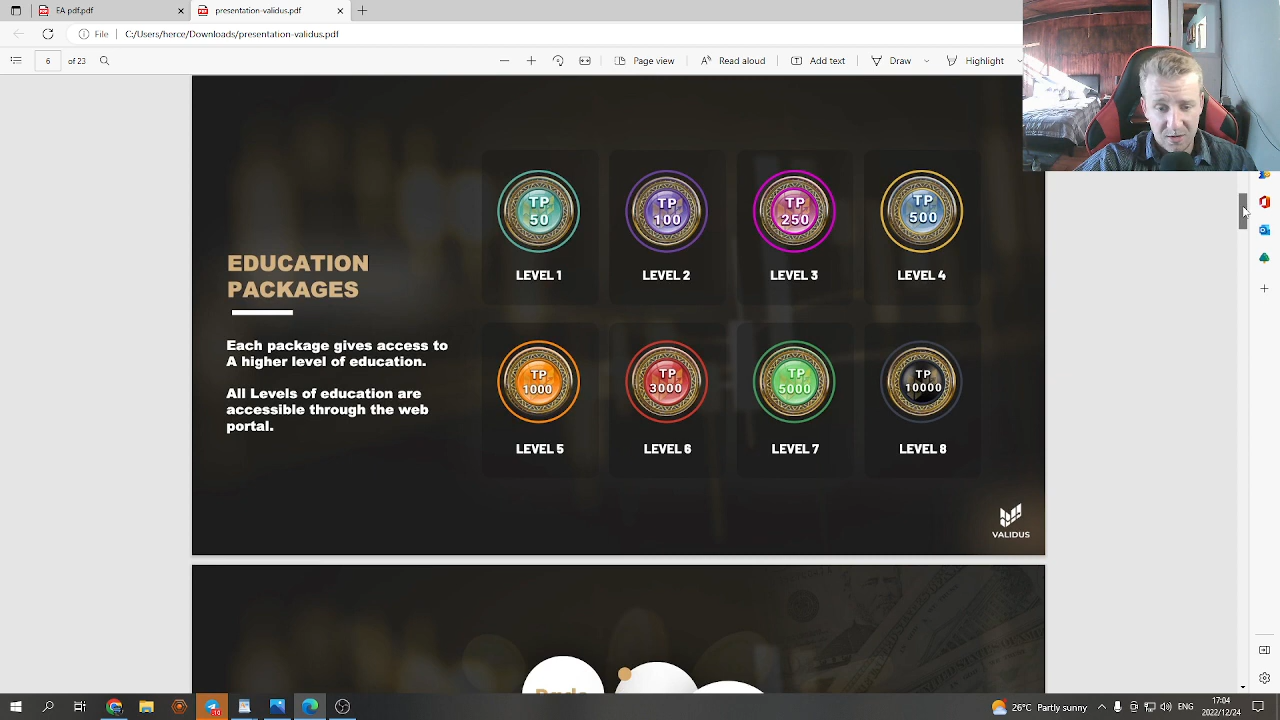 EA pdf.pdf
presentation-validus.pdf
File
C:/Users/herce/Downloads/presentation-validus.pdf
6
of 23
Page view
Read aloud
Add text
Draw
Highlight
EDUCATION
PACKAGES
Each package gives access to
A higher level of education.
All Levels of education are
accessible through the web
portal.
TP
50
LEVEL 1
TP
100
LEVEL 2
TP
250
LEVEL 3
TP
500
LEVEL 4
TP
1000
LEVEL 5
TP
3000
LEVEL 6
TP
5000
LEVEL 7
TP
10000
LEVEL 8
VALIDUS
26°C Partly sunny
17:04
2022/12/24